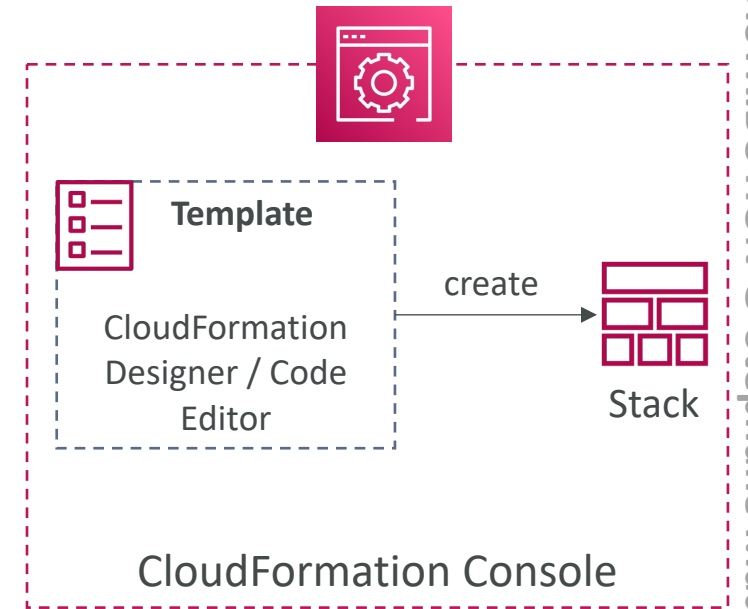 Template
CloudFormation
Designer / Code
Editor
create
Stack
CloudFormation Console